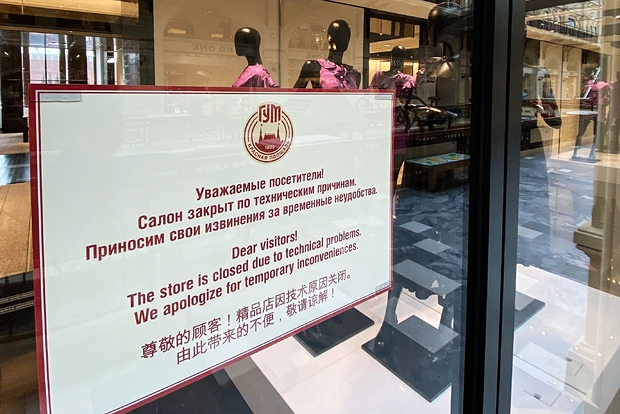 ГУМ
1893
КРАСНАЯ ПЛОЩАДЬ
Уважаемые посетители!
Салон закрыт по техническим причинам.
Приносим свои извинения за временные неудобства.
Dear visitors!
The store is closed due to technical problems.
We apologize for temporary inconveniences.
尊敬的顾客！精品店因技术原因关闭。
由此带来的不便，敬请谅解！